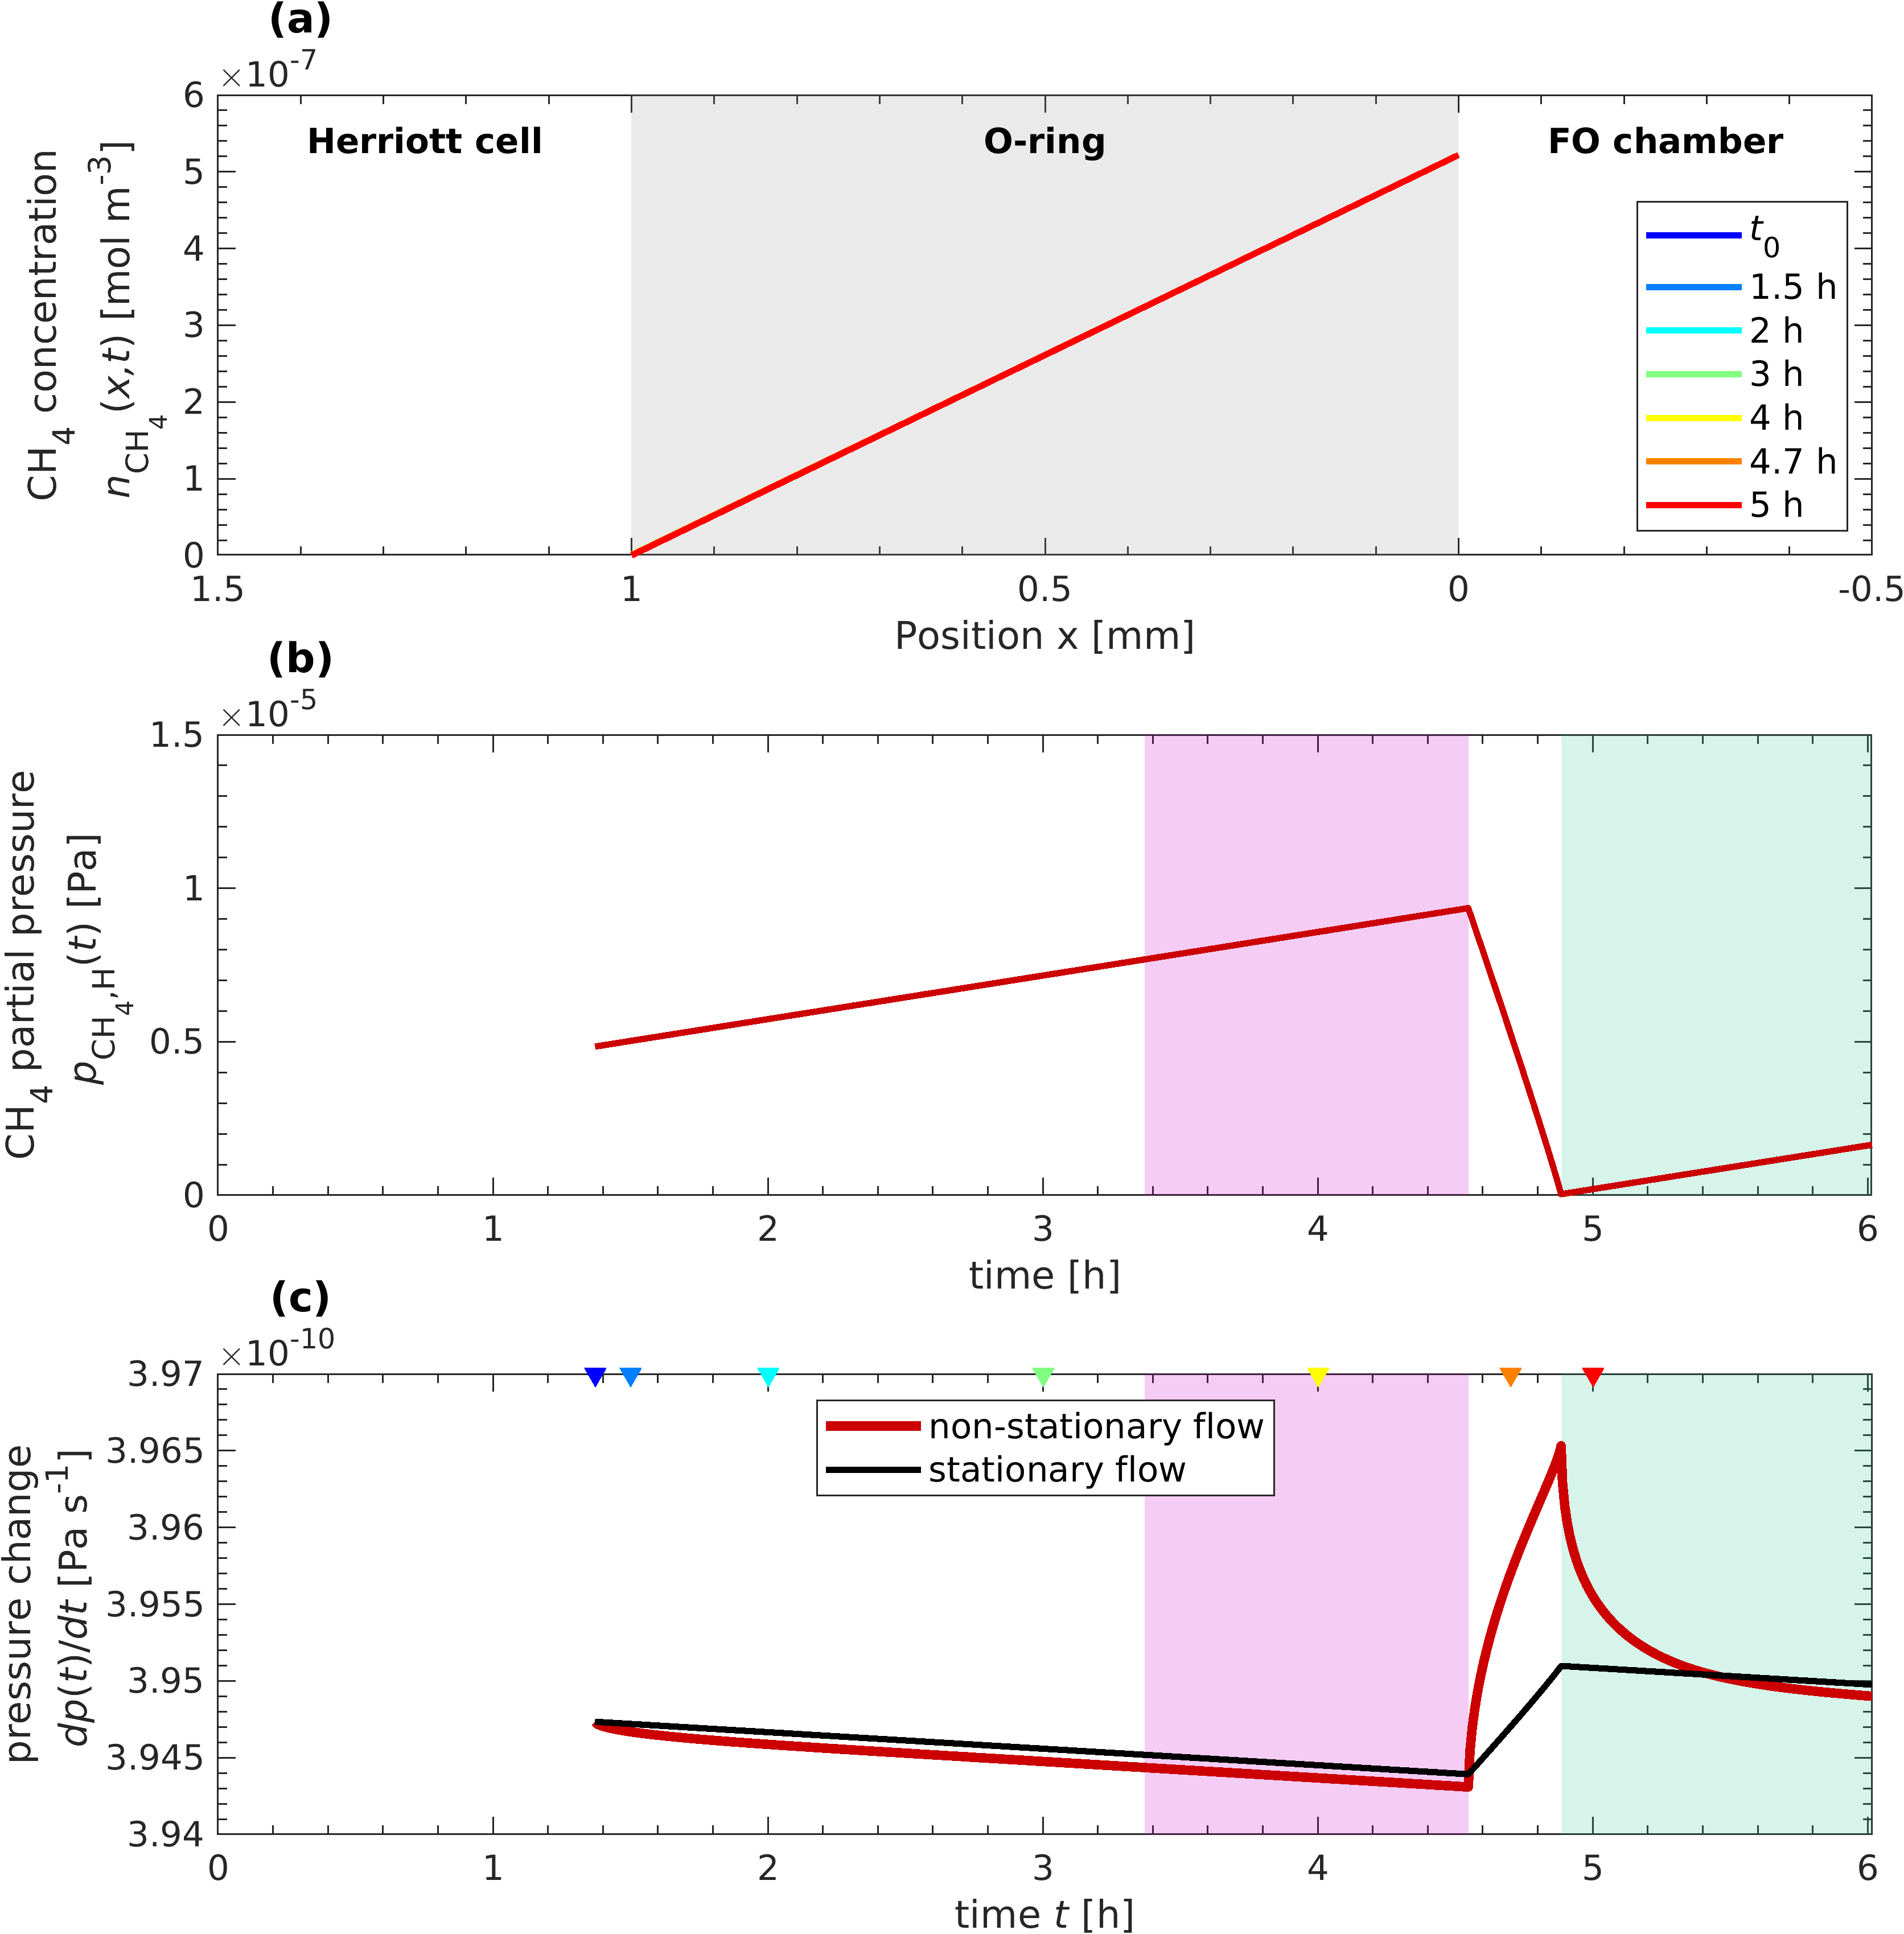 (a)
×10-7
6
5
4
3
2
1
0
CH4 concentration
nCH4 (x,t) [mol m-3]
Herriott cell
O-ring
FO chamber
t0
1.5 h
2 h
3 h
4 h
4.7 h
5 h
1.5
1
0.5
0
-0.5
Position x [mm]
(b)
×10-5
1.5
1
0.5
0
CH4 partial pressure
pCH4,H(t) [Pa]
0
1
2
3
4
5
6
time [h]
(c)
×10-10
3.97
3.965
3.96
3.955
3.95
3.945
3.94
pressure change
dp(t)/dt [Pa s-1]
non-stationary flow
stationary flow
0
1
2
3
4
5
6
time t [h]